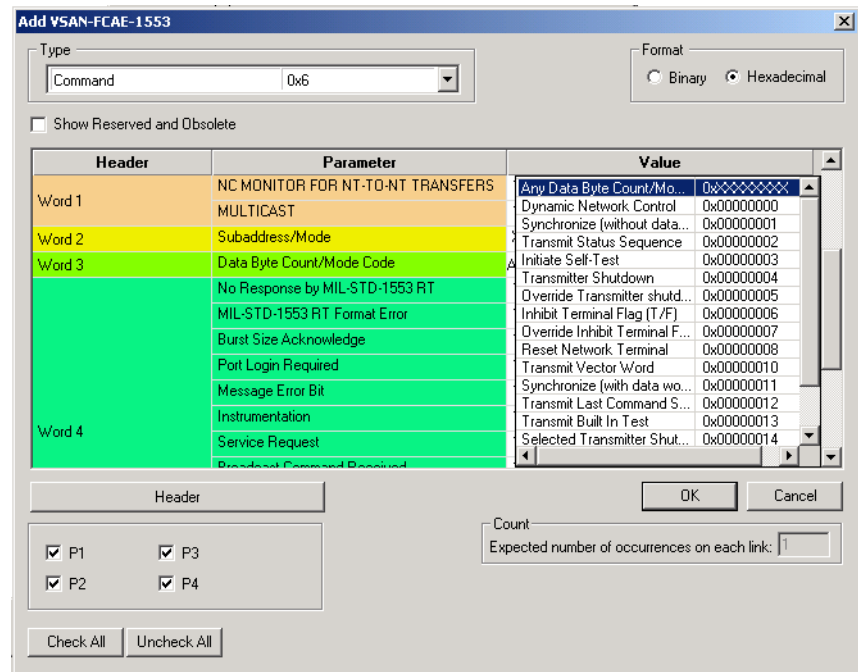 Add VSAN-FCAE-1553
Type
Command 0x6
Format
Binary Hexadecimal
Show Reserved and Obsolete
Header Parameter Value
Word 1
NC MONITOR FOR NT-TO-NT TRANSFERS
MULTICAST
Word 2 Subaddress/Mode
Word 3 Data Byte Count/Mode Code
Word 4
No Response by MIL-STD-1553 RT
MIL-STD-1553 RT Format Error
Burst Size Acknowledge
Port Login Required
Message Error Bit
Instrumentation
Service Request
Broadcast Command Received
Any Data Byte Count/Mo... 0xXXXXXXXX
Dynamic Network Control 0x00000000
Synchronize (without data... 0x00000001
Transmit Status Sequence 0x00000002
Initiate Self-Test 0x00000003
Transmitter Shutdown 0x00000004
Override Transmitter shutd... 0x00000005
Inhibit Terminal Flag (T/F) 0x00000006
Override Inhibit Terminal F... 0x00000007
Reset Network Terminal 0x00000008
Transmit Vector Word 0x00000010
Synchronize (with data wo... 0x00000011
Transmit Last Command S... 0x00000012
Transmit Built In Test 0x00000013
Selected Transmitter Shut... 0x00000014
Header
OK Cancel
Count
Expected number of occurrences on each link: 1
P1 P3
P2 P4
Check All Uncheck All